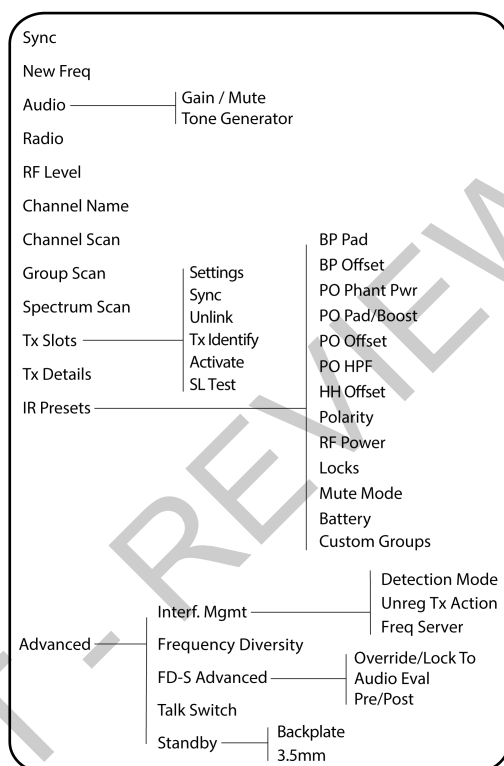 Sync
New Freq
Audio
Gain / Mute
Tone Generator
Radio
RF Level
Channel Name
Channel Scan
Group Scan
Spectrum Scan
Tx Slots
Settings
Sync
Unlink
Tx Identify
Activate
SL Test
Tx Details
IR Presets
BP Pad
BP Offset
PO Phant Pwr
PO Pad/Boost
PO Offset
PO HPF
HH Offset
Polarity
RF Power
Locks
Mute Mode
Battery
Custom Groups
Advanced
Interf. Mgmt
Detection Mode
Unreg Tx Action
Freq Server
Frequency Diversity
FD-S Advanced
Override/Lock To
Audio Eval
Pre/Post
Talk Switch
Standby
Backplate
3.5mm
T - REVIEW